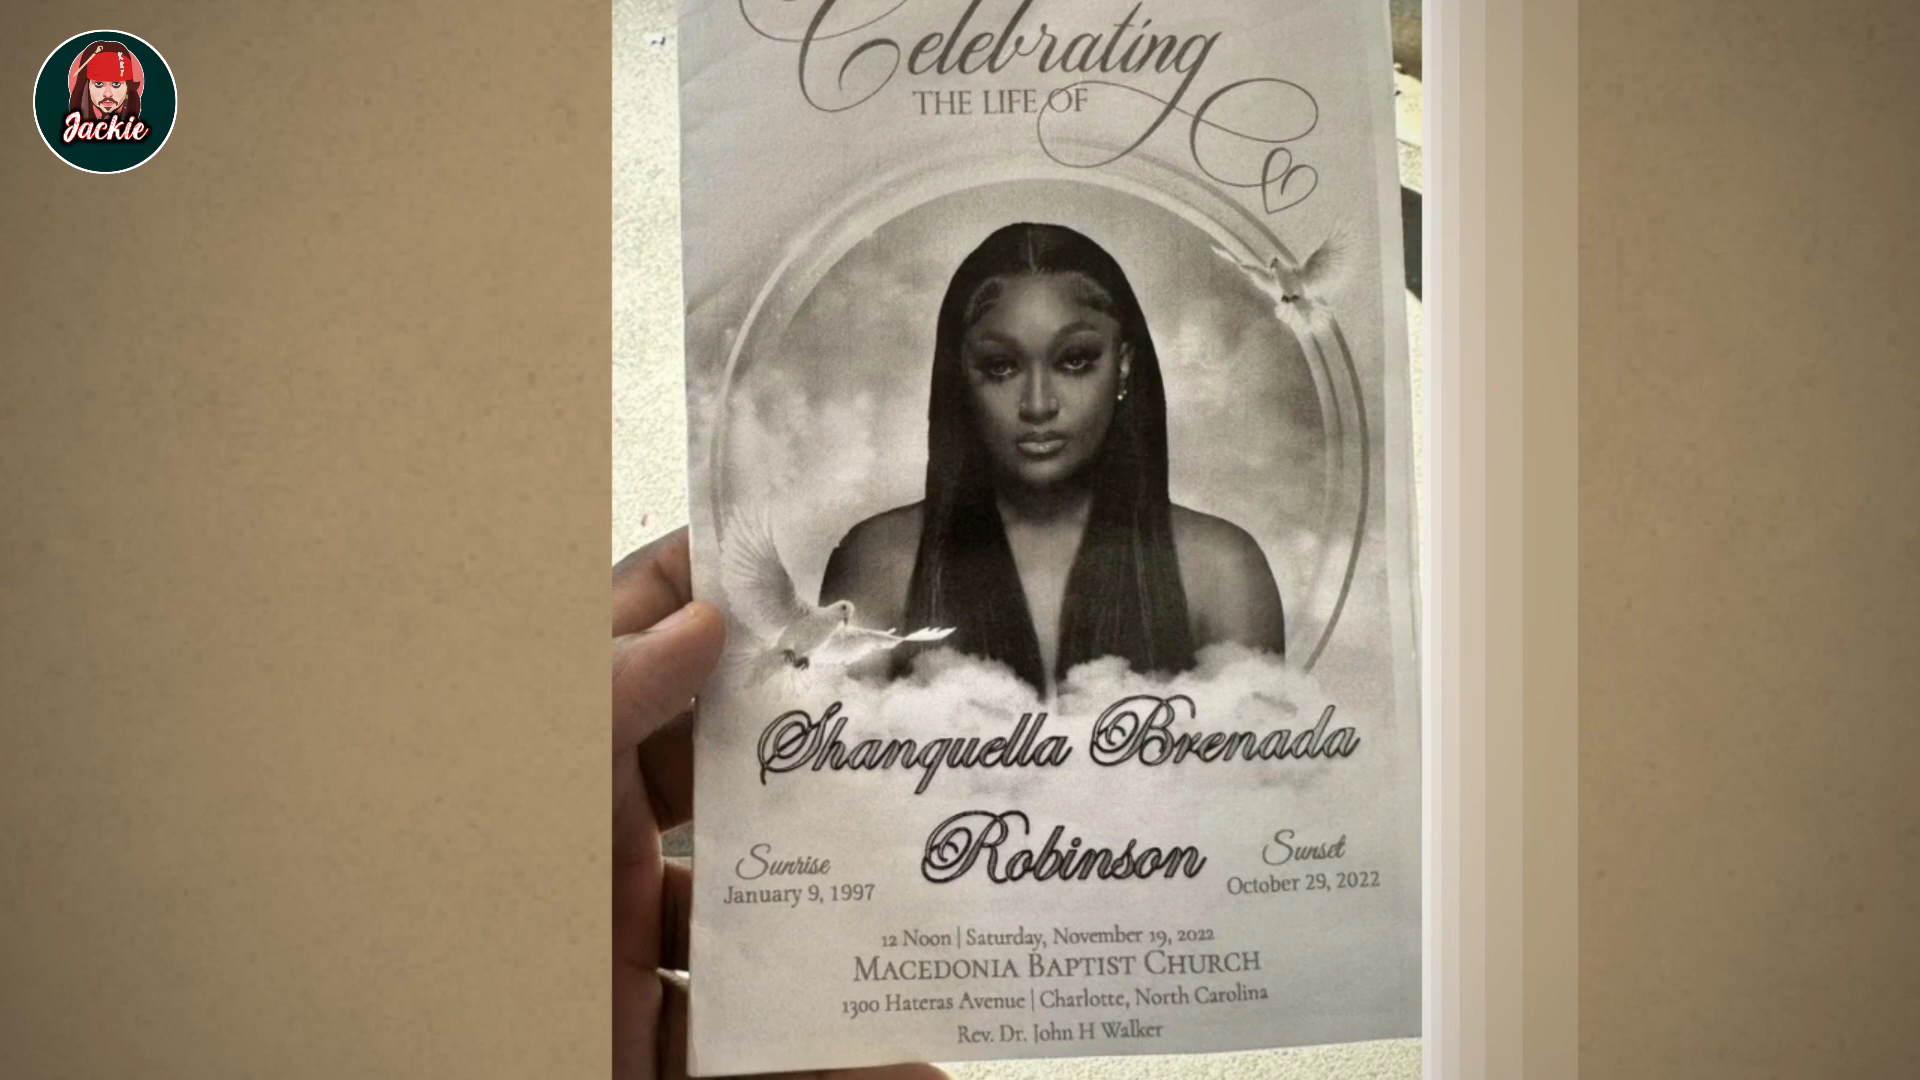 Jackie
Celebrating
THE LIFE OF
Shanquella Brenada
Robinson
Sunrise
January 9, 1997
Sunset
October 29, 2022
12 Noon | Saturday, November 19, 2022
MACEDONIA BAPTIST CHURCH
1300 Hateras Avenue | Charlotte, North Carolina
Rev. Dr. John H Walker